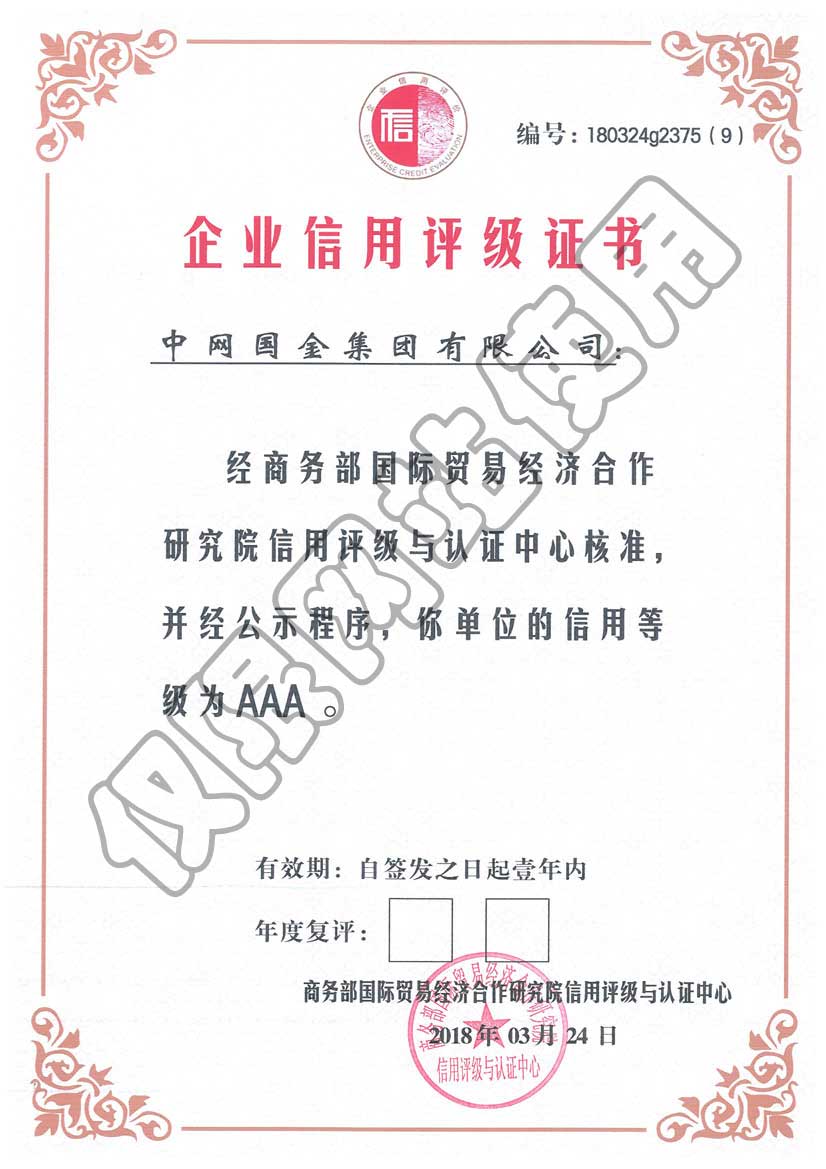 企业信用评价
信
ENTERPRISE CREDIT EVALUATION
编号：180324g2375（9）
企业信用评级证书
中网国金集团有限公司：
经商务部国际贸易经济合作
研究院信用评级与认证中心核准，
并经公示程序，你单位的信用等
级为AAA。
仅限网站使用
有效期：自签发之日起壹年内
年度复评：
商务部国际贸易经济合作研究院信用评级与认证中心
2018年 03月 24 日
商务部国际贸易经济合作研究院
信用评级与认证中心